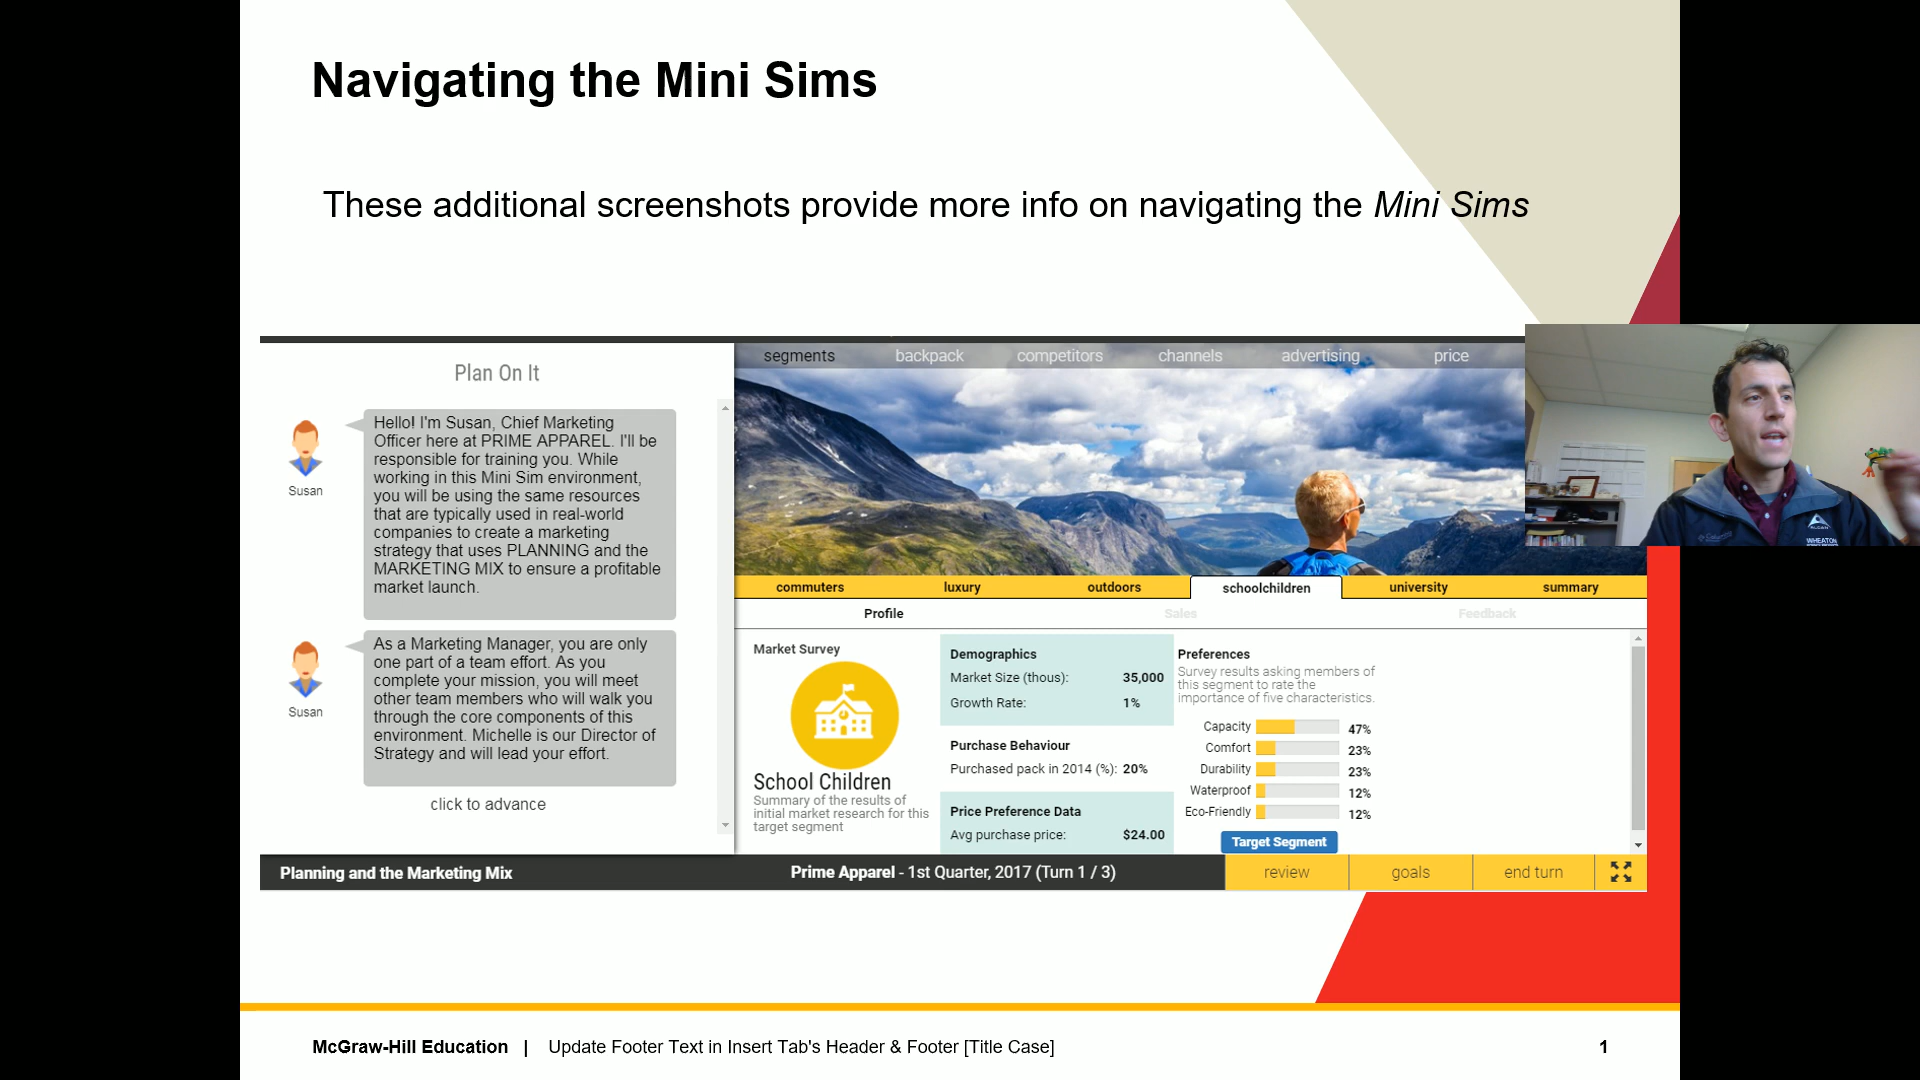 Navigating the Mini Sims
These additional screenshots provide more info on navigating the Mini Sims
Plan On It
Susan
Hello! I'm Susan, Chief Marketing
Officer here at PRIME APPAREL. I'll be
responsible for training you. While
working in this Mini Sim environment,
you will be using the same resources
that are typically used in real-world
companies to create a marketing
strategy that uses PLANNING and the
MARKETING MIX to ensure a profitable
market launch.
Susan
As a Marketing Manager, you are only
one part of a team effort. As you
complete your mission, you will meet
other team members who will walk you
through the core components of this
environment. Michelle is our Director of
Strategy and will lead your effort.
click to advance
segments backpack competitors channels advertising price
commuters luxury outdoors schoolchildren university summary
Profile Sales Feedback
Market Survey
School Children
Summary of the results of
initial market research for this
target segment
Demographics
Market Size (thous): 35,000
Growth Rate: 1%
Purchase Behaviour
Purchased pack in 2014 (%): 20%
Price Preference Data
Avg purchase price: $24.00
Preferences
Survey results asking members of
this segment to rate the
importance of five characteristics.
Capacity 47%
Comfort 23%
Durability 23%
Waterproof 12%
Eco-Friendly 12%
Target Segment
Planning and the Marketing Mix
Prime Apparel - 1st Quarter, 2017 (Turn 1 / 3)
review goals end turn
WHEATON
McGraw-Hill Education | Update Footer Text in Insert Tab's Header & Footer [Title Case]
1